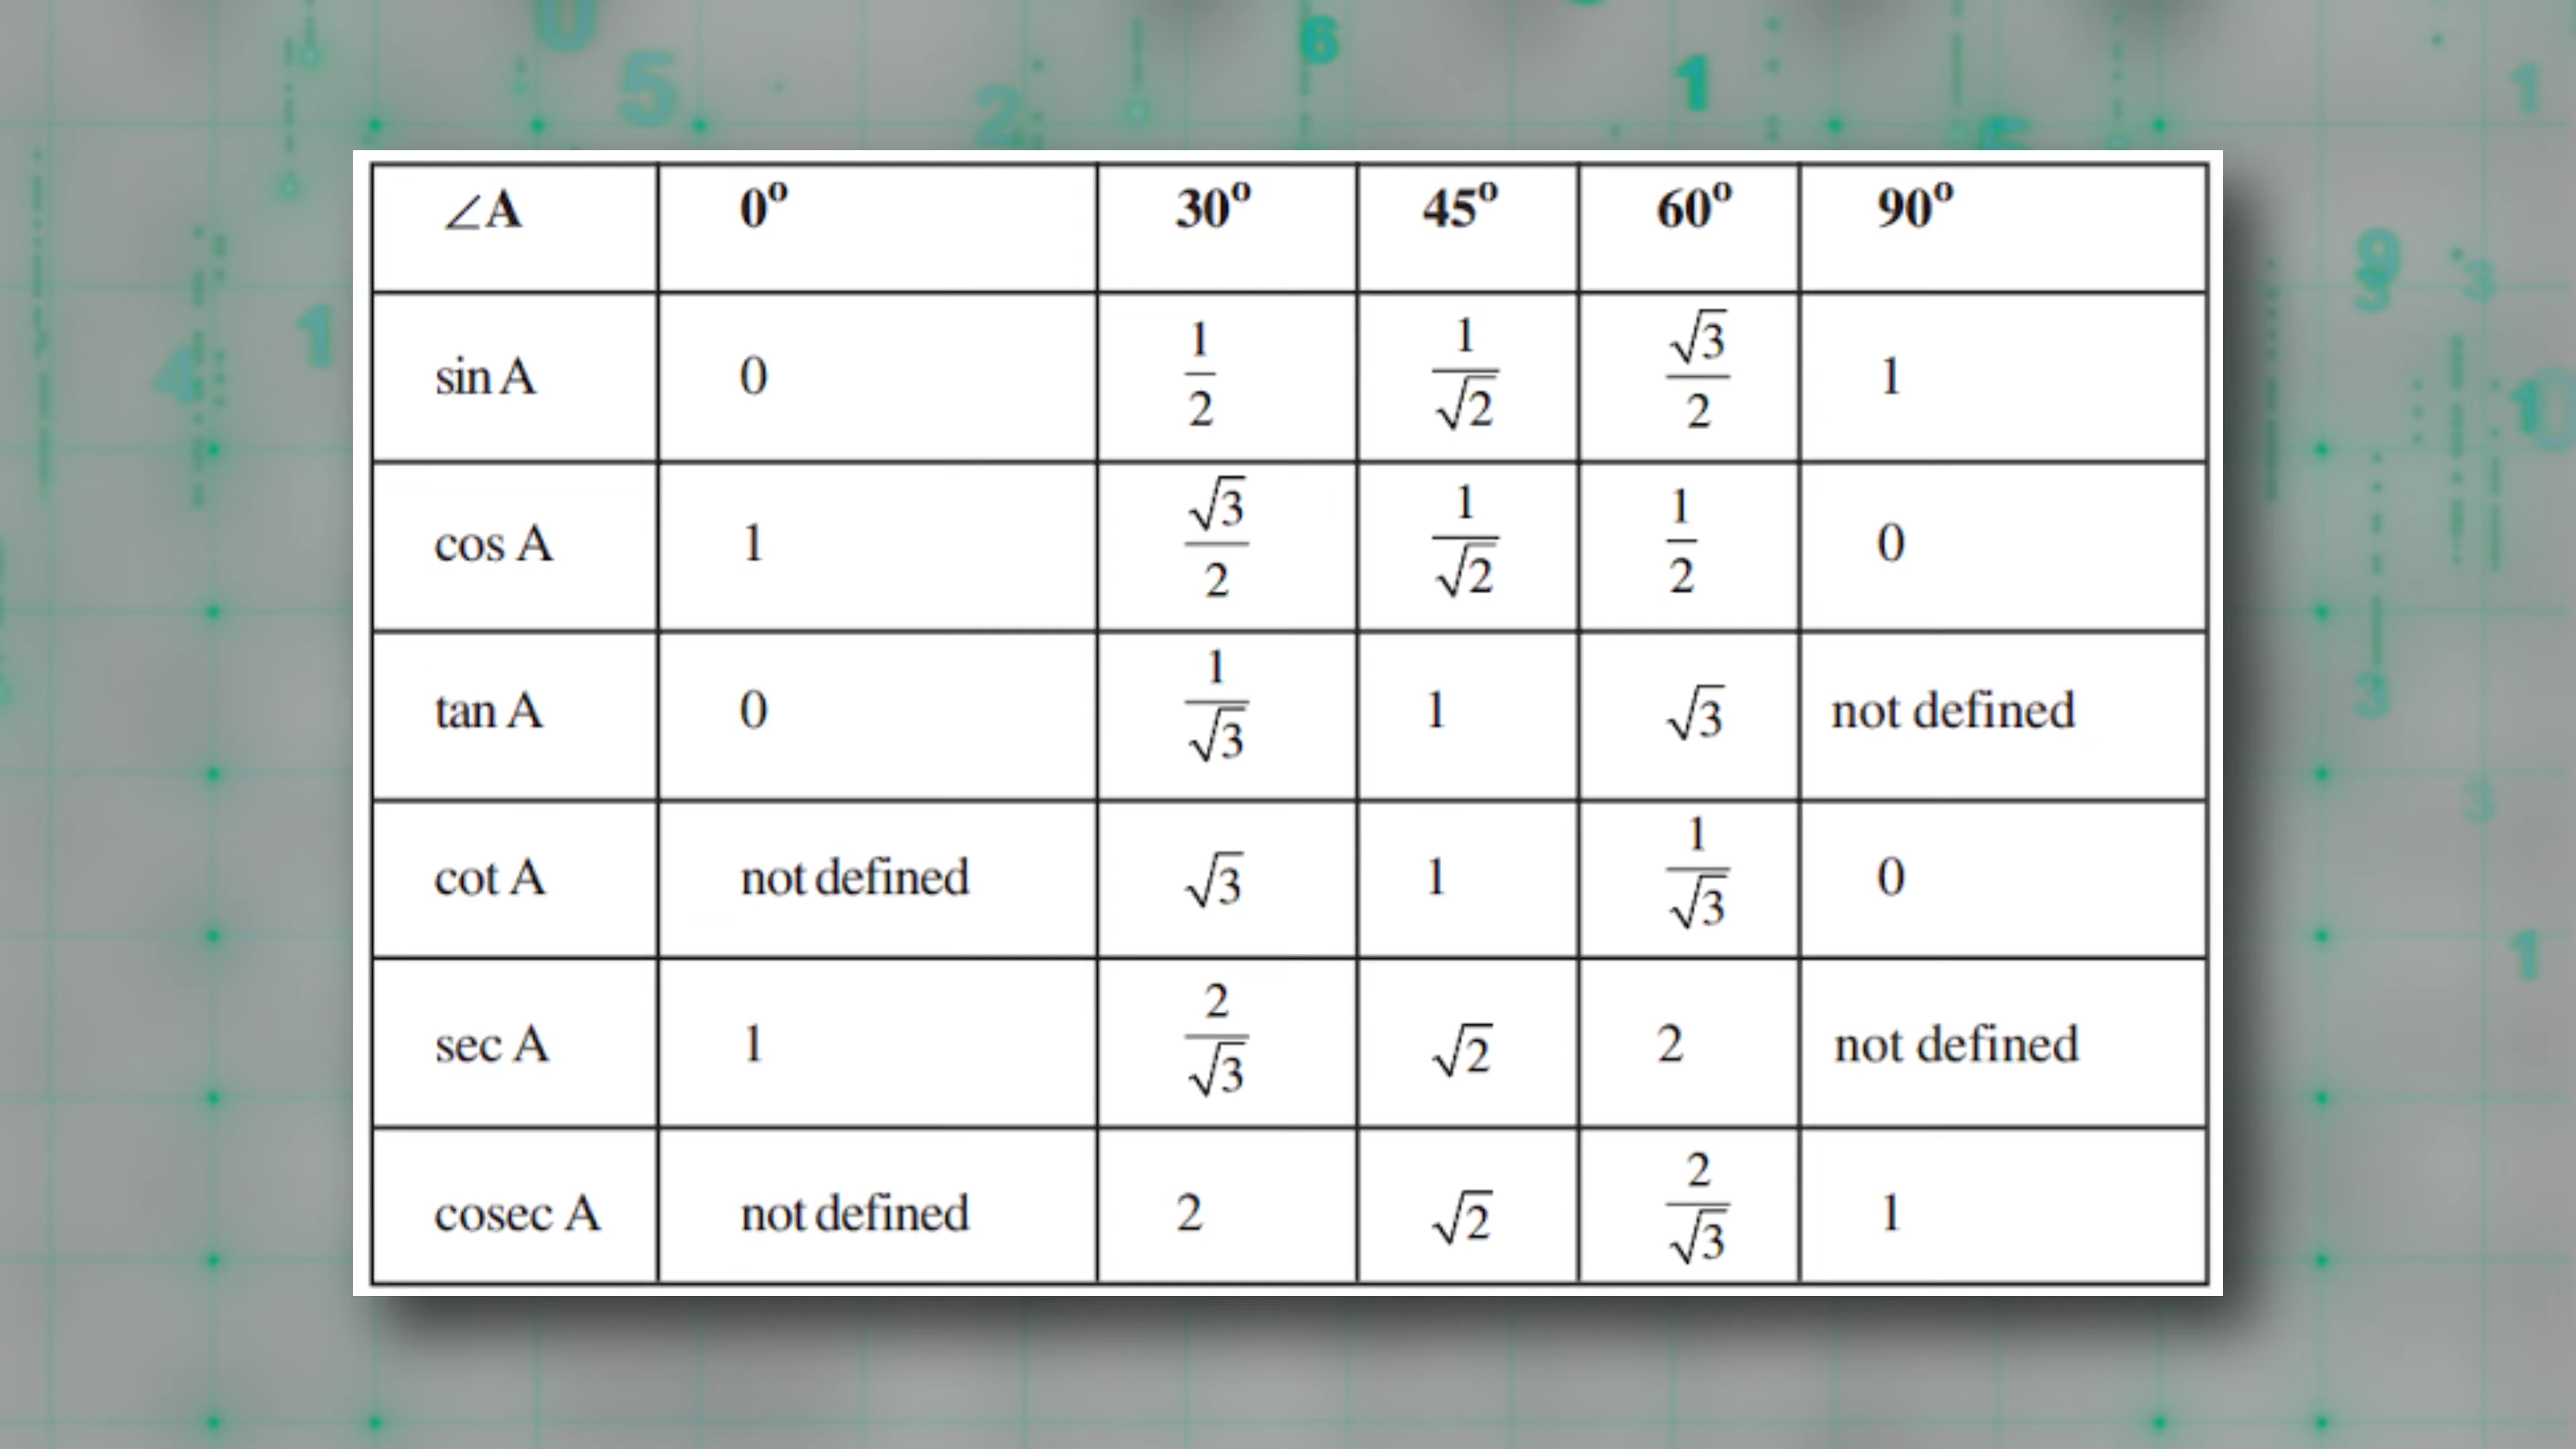 ∠A 0° 30° 45° 60° 90°
sin A 0 1/2 1/√2 √3/2 1
cos A 1 √3/2 1/√2 1/2 0
tan A 0 1/√3 1 √3 not defined
cot A not defined √3 1 1/√3 0
sec A 1 2/√3 √2 2 not defined
cosec A not defined 2 √2 2/√3 1